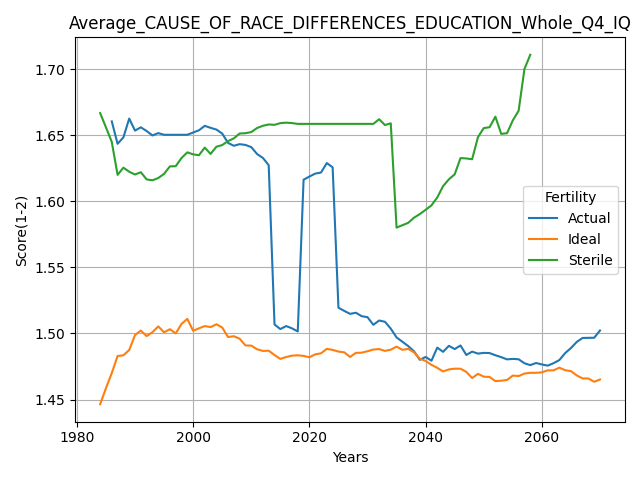 Average_CAUSE_OF_RACE_DIFFERENCES_EDUCATION_Whole_Q4_IQ
1.70
1.65
1.60
1.55
1.50
1.45
Score(1-2)
Fertility
Actual
Ideal
Sterile
1980
2000
2020
2040
2060
Years